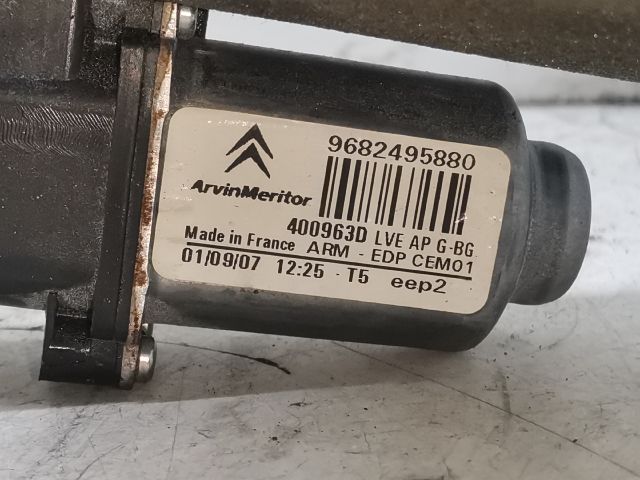 9682495880
ArvinMeritor
400963D LVE AP G-BG
Made in France ARM - EDP CEM01
01/09/07 12:25 - T5 eep2